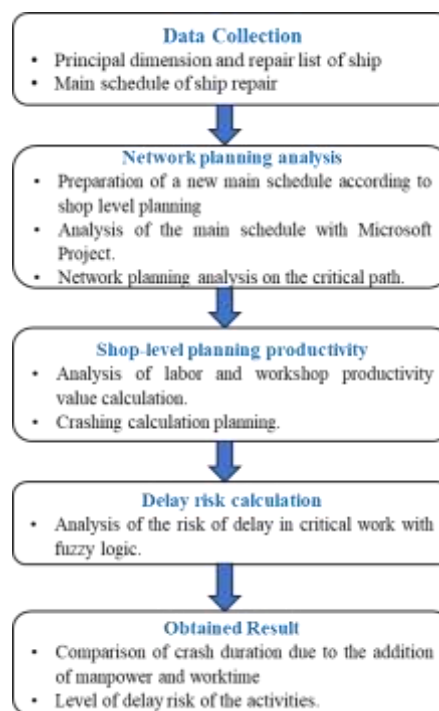 Data Collection
• Principal dimension and repair list of ship
• Main schedule of ship repair
Network planning analysis
• Preparation of a new main schedule according to
shop level planning
• Analysis of the main schedule with Microsoft
Project.
• Network planning analysis on the critical path.
Shop-level planning productivity
• Analysis of labor and workshop productivity
value calculation.
• Crashing calculation planning.
Delay risk calculation
• Analysis of the risk of delay in critical work with
fuzzy logic.
Obtained Result
• Comparison of crash duration due to the addition
of manpower and worktime
• Level of delay risk of the activities.